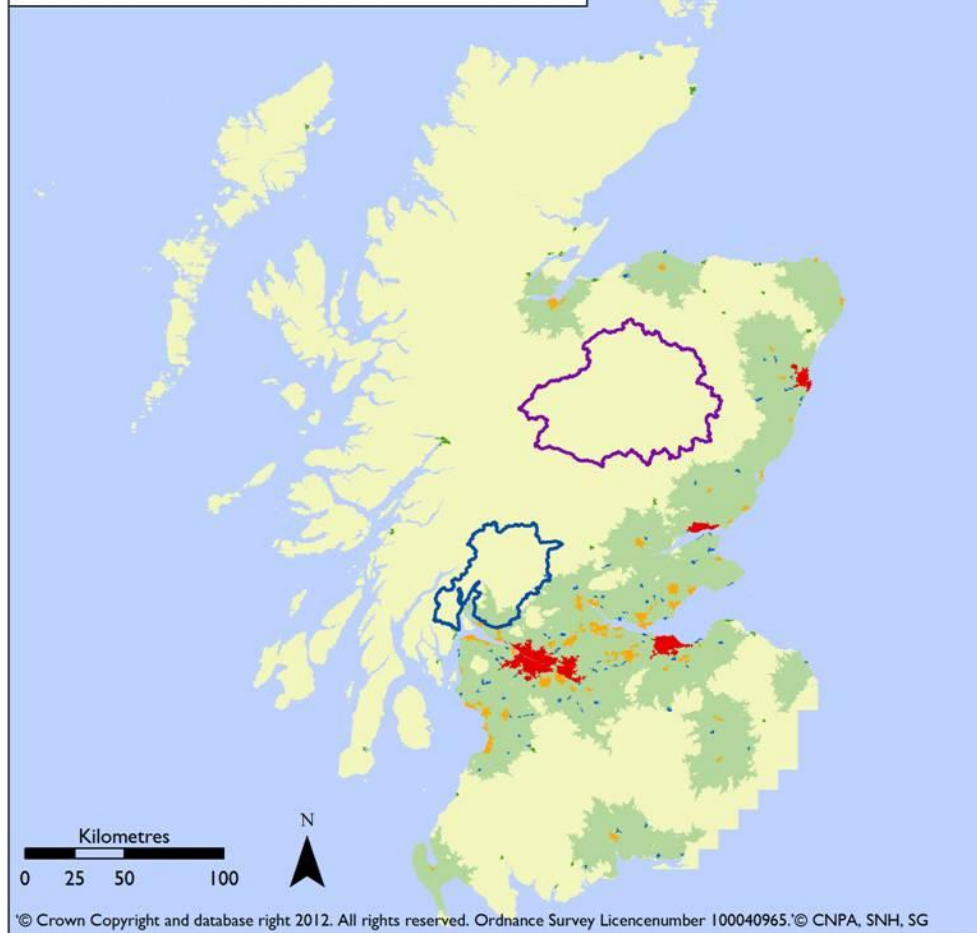 N
Kilometres
0 25 50 100
'© Crown Copyright and database right 2012. All rights reserved. Ordnance Survey Licencenumber 100040965.'© CNPA, SNH, SG